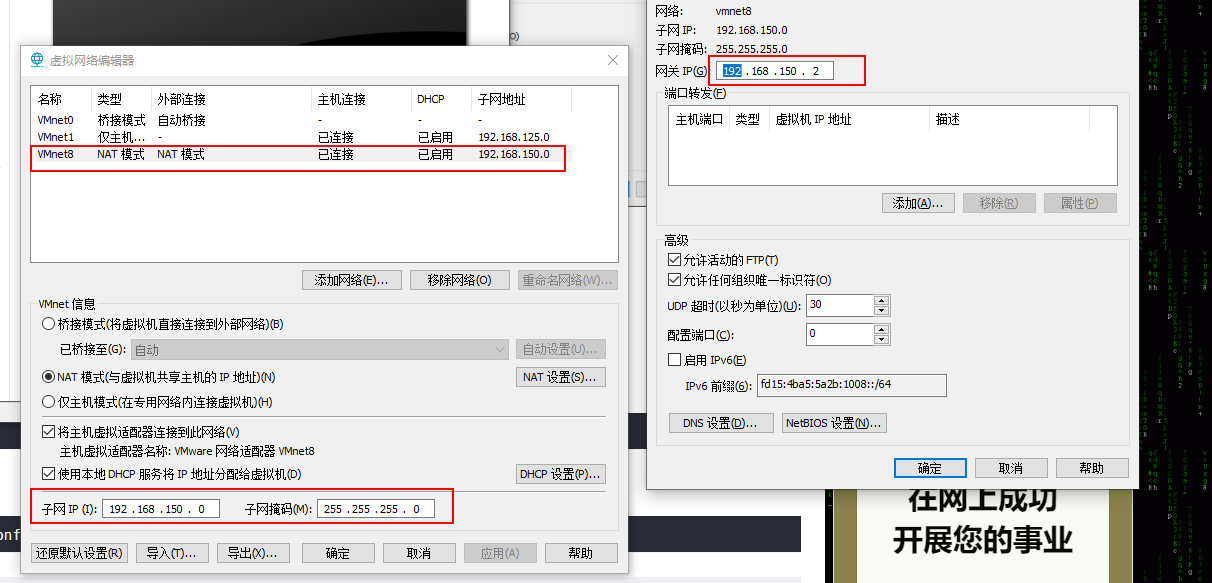 虚拟网络编辑器
名称 类型 外部连接 主机连接 DHCP 子网地址
VMnet0 桥接模式 自动桥接 - - -
VMnet1 仅主机... - 已连接 已启用 192.168.125.0
VMnet8 NAT 模式 NAT 模式 已连接 已启用 192.168.150.0
添加网络(E)... 移除网络(O) 重命名网络(W)...
VMnet 信息
桥接模式(将虚拟机直接连接到外部网络)(B)
已桥接至(G): 自动 自动设置(U)...
NAT 模式(与虚拟机共享主机的 IP 地址)(N) NAT 设置(S)...
仅主机模式(在专用网络内连接虚拟机)(H)
将主机虚拟适配器连接到此网络(V)
主机虚拟适配器名称: VMware 网络适配器 VMnet8
使用本地 DHCP 服务将 IP 地址分配给虚拟机(D) DHCP 设置(P)...
子网 IP (I): 192 . 168 . 150 . 0 子网掩码(M): 255 . 255 . 255 . 0
还原默认设置(R) 导入(T)... 导出(X)... 确定 取消 应用(A) 帮助
网络: vmnet8
子网 IP: 192.168.150.0
子网掩码: 255.255.255.0
网关 IP(G): 192 . 168 . 150 . 2
端口转发(F)
主机端口 类型 虚拟机 IP 地址 描述
添加(A)... 移除(R) 属性(P)
高级
允许活动的 FTP(T)
允许任何组织唯一标识符(O)
UDP 超时(以秒为单位)(U): 30
配置端口(C): 0
启用 IPv6(E)
IPv6 前缀(6): fd15:4ba5:5a2b:1008::/64
DNS 设置(D)... NetBIOS 设置(N)...
确定 取消 帮助
在网上成功
开展您的事业
onf